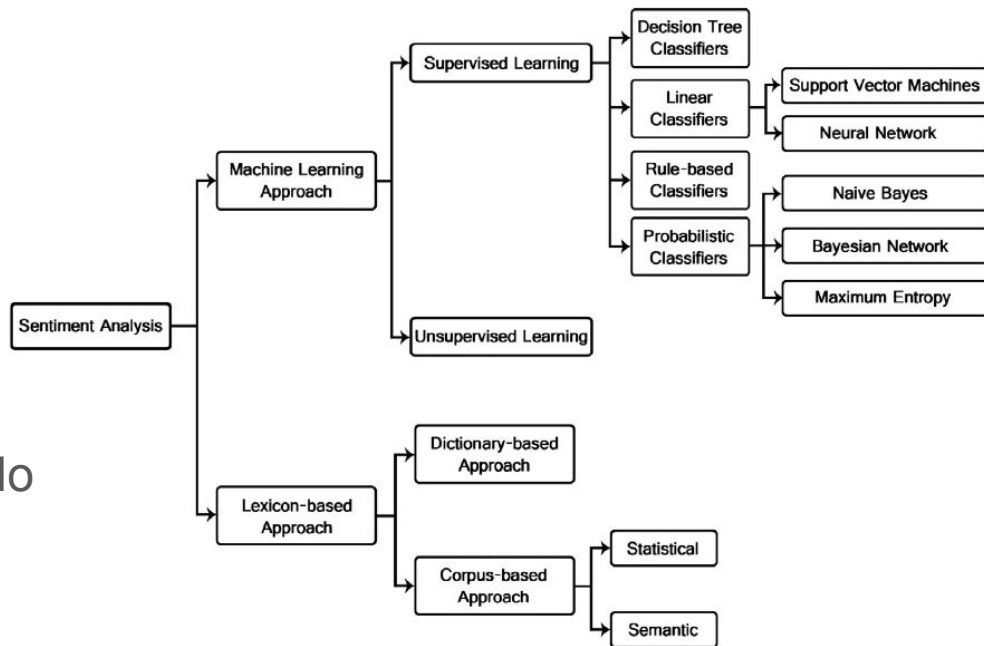 Decision Tree
Classifiers
Supervised Learning
Linear
Classifiers
Support Vector Machines
Neural Network
Machine Learning
Approach
Rule-based
Classifiers
Naive Bayes
Probabilistic
Classifiers
Bayesian Network
Maximum Entropy
Sentiment Analysis
Unsupervised Learning
Dictionary-based
Approach
Lexicon-based
Approach
Statistical
Corpus-based
Approach
Semantic